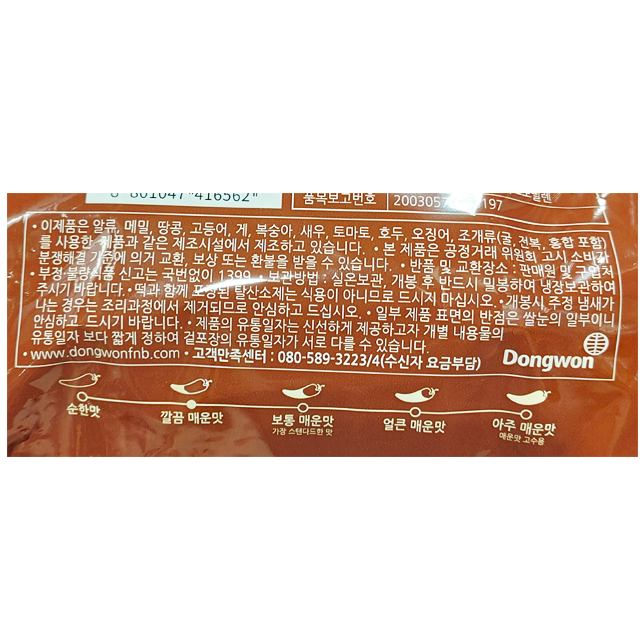 8 801047 416562
품목보고번호 2003057 197
• 이제품은 알류, 메밀, 땅콩, 고등어, 게, 복숭아, 새우, 토마토, 호두, 오징어, 조개류(굴, 전복, 홍합 포함)
를 사용한 제품과 같은 제조시설에서 제조하고 있습니다. • 본 제품은 공정거래 위원회 고시 소비자
분쟁해결 기준에 의거 교환, 보상 또는 환불을 받을 수 있습니다. • 반품 및 교환장소 : 판매원 및 구입처
• 부정·불량식품 신고는 국번없이 1399 • 보관방법 : 실온보관, 개봉 후 반드시 밀봉하여 냉장보관하여
주시기 바랍니다. • 떡과 함께 포장된 탈산소제는 식용이 아니므로 드시지 마십시오. • 개봉시, 주정 냄새가
나는 경우는 조리과정에서 제거되므로 안심하고 드십시오. • 일부 제품 표면의 반점은 쌀눈의 일부이니
안심하고 드시기 바랍니다. • 제품의 유통일자는 신선하게 제공하고자 개별 내용물의
유통일자 보다 짧게 정하여 겉포장의 유통일자가 서로 다를 수 있습니다.
• www.dongwonfnb.com • 고객만족센터 : 080-589-3223/4(수신자 요금부담)
Dongwon
순한맛 깔끔 매운맛 보통 매운맛 얼큰 매운맛 아주 매운맛
가장 스탠다드한 맛 매운맛 고수용